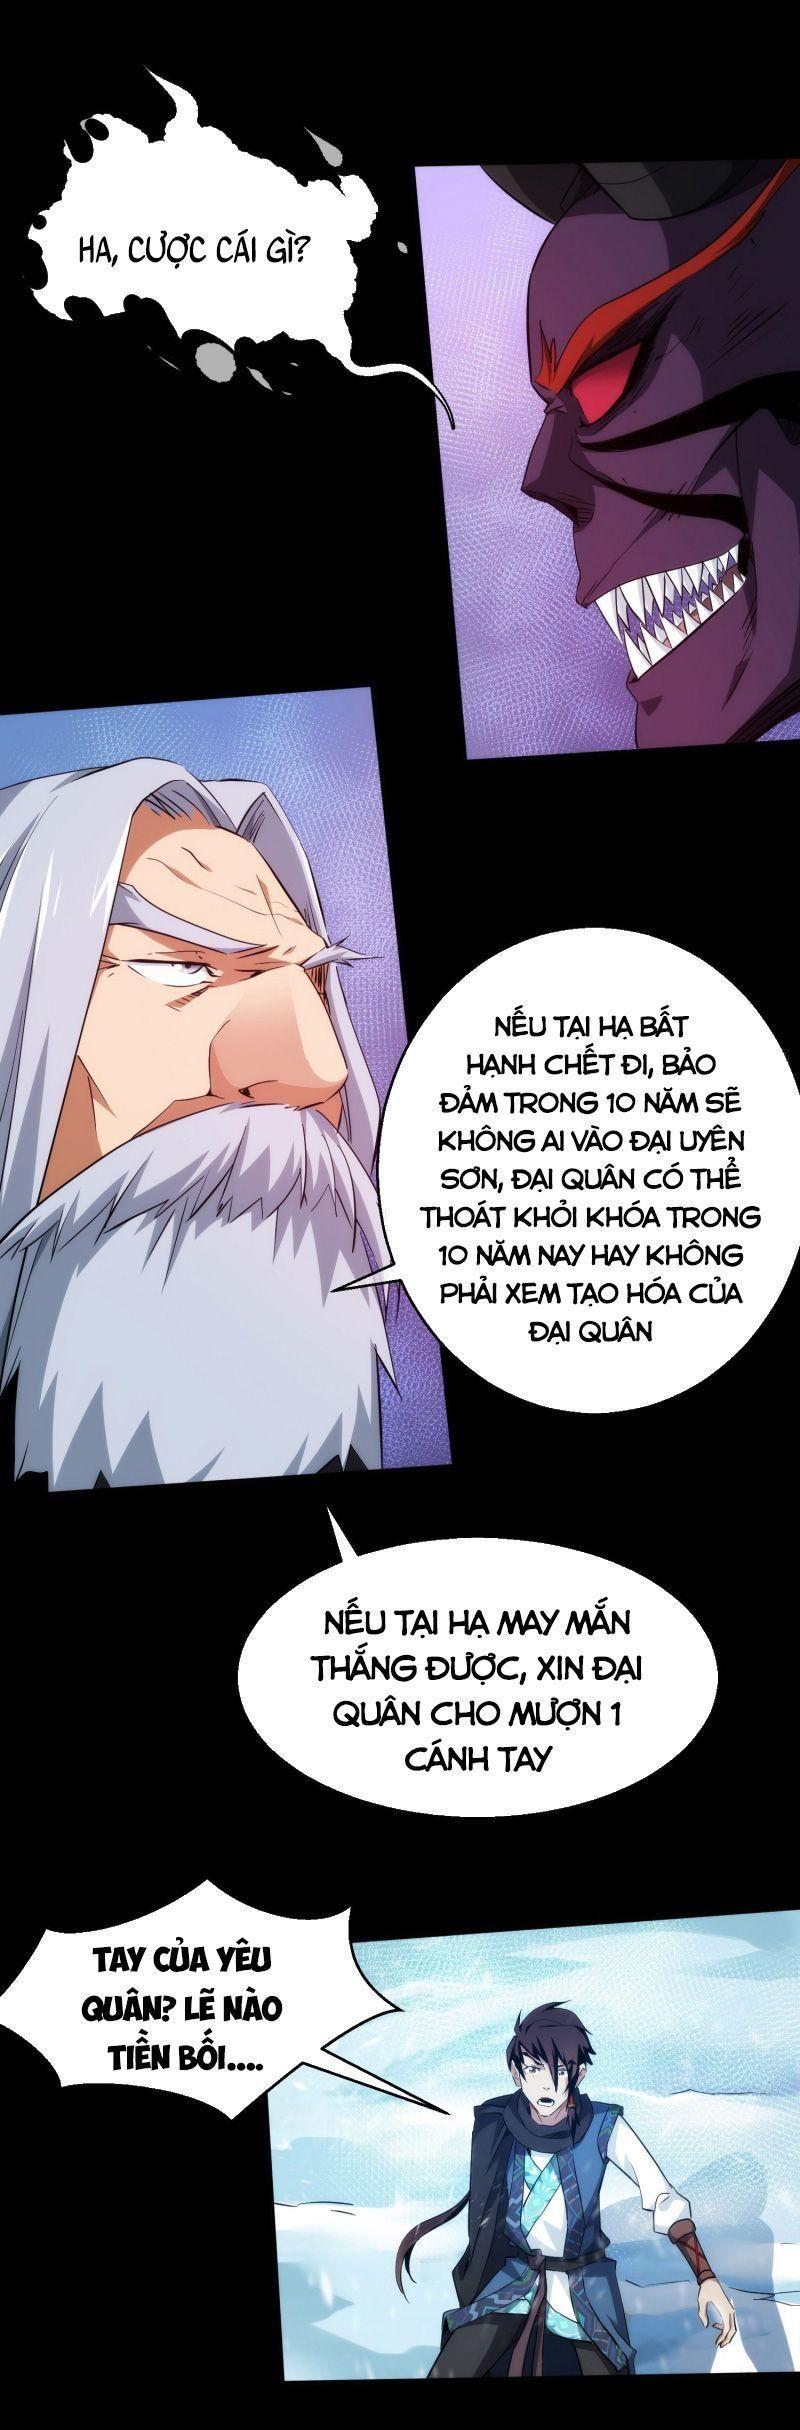 HA, CƯỢC CÁI GÌ?
NẾU TẠI HẠ BẤT
HẠNH CHẾT ĐI, BẢO
ĐẢM TRONG 10 NĂM SẼ
KHÔNG AI VÀO ĐẠI UYÊN
SƠN, ĐẠI QUÂN CÓ THỂ
THOÁT KHỎI KHÓA TRONG
10 NĂM NAY HAY KHÔNG
PHẢI XEM TẠO HÓA CỦA
ĐẠI QUÂN
NẾU TẠI HẠ MAY MẮN
THẮNG ĐƯỢC, XIN ĐẠI
QUÂN CHO MƯỢN 1
CÁNH TAY
TAY CỦA YÊU
QUÂN? LẼ NÀO
TIỀN BỐI....